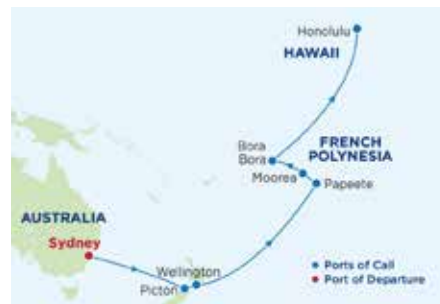 Honolulu
HAWAII
Bora
Bora
FRENCH
POLYNESIA
Moorea
Papeete
AUSTRALIA
Sydney
Wellington
Picton
Ports of Call
Port of Departure